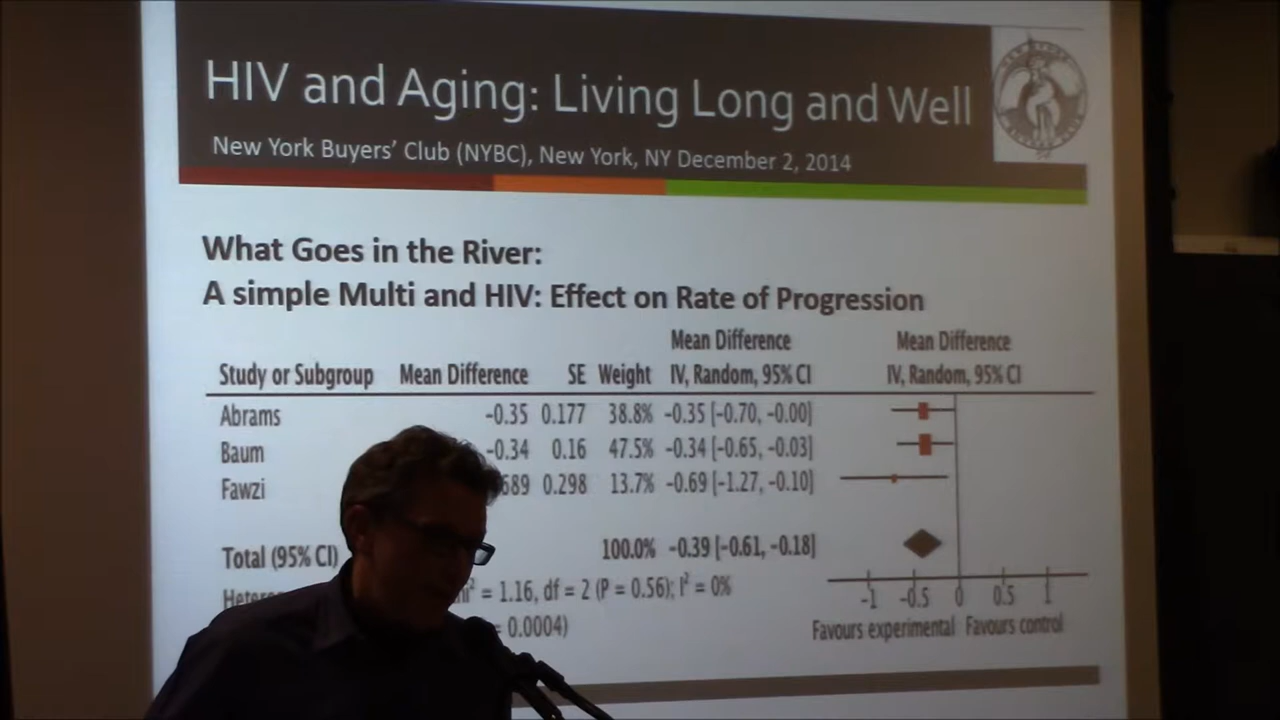 HIV and Aging: Living Long and Well
New York Buyers' Club (NYBC), New York, NY December 2, 2014
What Goes in the River:
A simple Multi and HIV: Effect on Rate of Progression
Mean Difference Mean Difference
Study or Subgroup Mean Difference SE Weight IV, Random, 95% CI IV, Random, 95% CI
Abrams -0.35 0.177 38.8% -0.35 [-0.70, -0.00]
Baum -0.34 0.16 47.5% -0.34 [-0.65, -0.03]
Fawzi 689 0.298 13.7% -0.69 [-1.27, -0.10]
Total (95% CI) 100.0% -0.39 [-0.61, -0.18]
= 1.16, df = 2 (P = 0.56); I² = 0%
= 0.0004)
-1 -0.5 0 0.5 1
Favours experimental Favours control